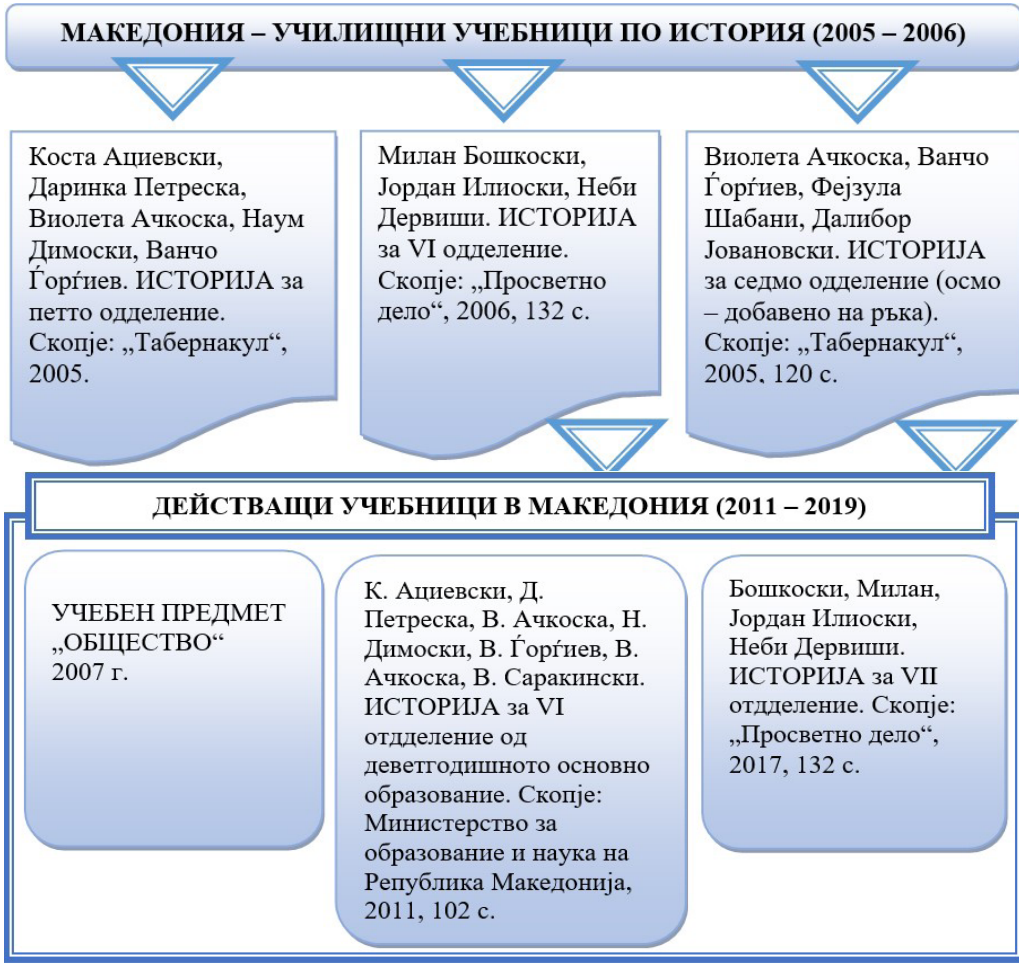 МАКЕДОНИЯ – УЧИЛИЩНИ УЧЕБНИЦИ ПО ИСТОРИЯ (2005 – 2006)
Коста Ациевски,
Даринка Петреска,
Виолета Ачкоска, Наум
Димоски, Ванчо
Ѓорѓиев. ИСТОРИЈА за
петто одделение.
Скопје: „Табернакул“,
2005.
Милан Бошкоски,
Јордан Илиоски, Неби
Дервиши. ИСТОРИЈА
за VI одделение.
Скопје: „Просветно
дело“, 2006, 132 с.
Виолета Ачкоска, Ванчо
Ѓорѓиев, Фејзула
Шабани, Далибор
Јовановски. ИСТОРИЈА
за седмо одделение (осмо
– добавено на ръка).
Скопје: „Табернакул“,
2005, 120 с.
ДЕЙСТВАЩИ УЧЕБНИЦИ В МАКЕДОНИЯ (2011 – 2019)
УЧЕБЕН ПРЕДМЕТ
„ОБЩЕСТВО“
2007 г.
К. Ациевски, Д.
Петреска, В. Ачкоска, Н.
Димоски, В. Ѓорѓиев, В.
Ачкоска, В. Саракински.
ИСТОРИЈА за VI
отдделение од
деветгодишното основно
образование. Скопје:
Министерство за
образование и наука на
Република Македонија,
2011, 102 с.
Бошкоски, Милан,
Јордан Илиоски,
Неби Дервиши.
ИСТОРИЈА за VII
отдделение. Скопје:
„Просветно дело“,
2017, 132 с.